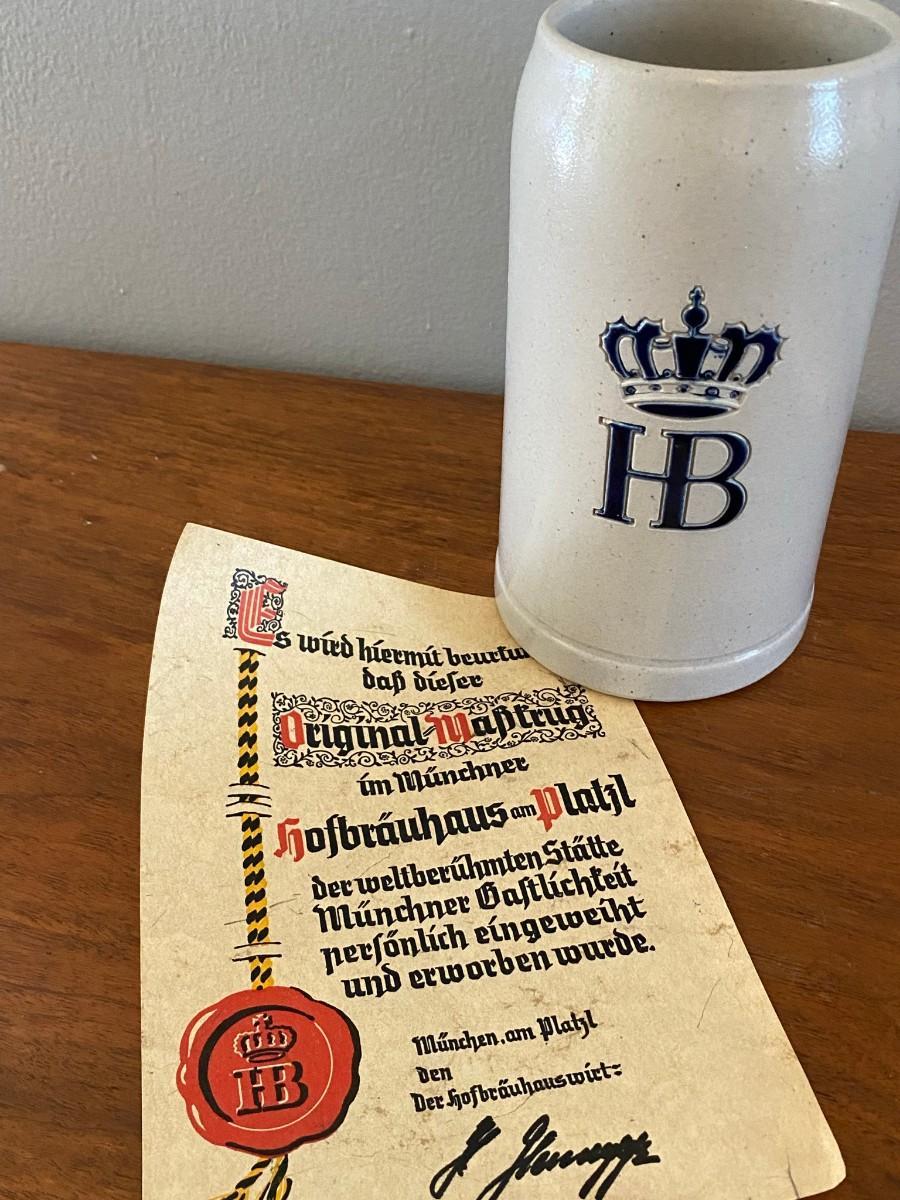 HB
Es wird hiermit
daß dieser
Original Maßkrug
im Münchner
Hofbräuhaus am Platzl
der weltberühmten Stätte
Münchner Gastlichkeit
persönlich eingeweiht
und erworben wurde.
München, am Platzl
den
Der Hofbräuhauswirt:
HB